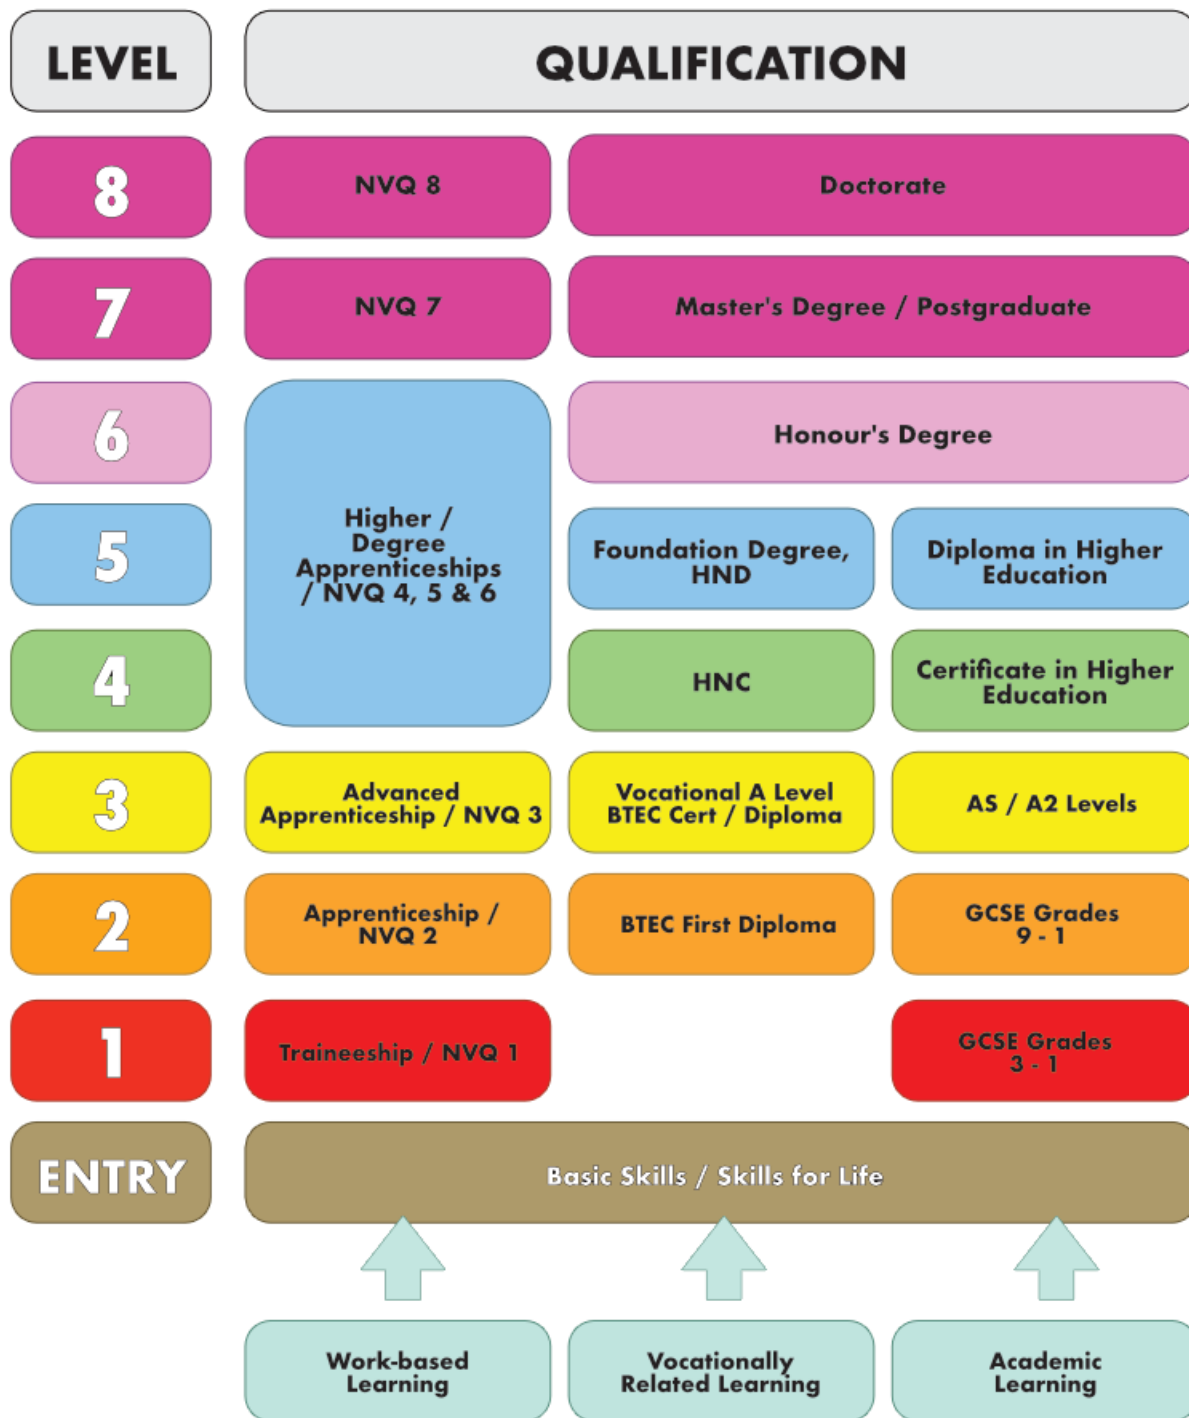 LEVEL
QUALIFICATION
8
NVQ 8
Doctorate
7
NVQ 7
Master's Degree / Postgraduate
6
Higher /
Degree
Apprenticeships
/ NVQ 4, 5 & 6
Honour's Degree
5
Foundation Degree,
HND
Diploma in Higher
Education
4
HNC
Certificate in Higher
Education
3
Advanced
Apprenticeship / NVQ 3
Vocational A Level
BTEC Cert / Diploma
AS / A2 Levels
2
Apprenticeship /
NVQ 2
BTEC First Diploma
GCSE Grades
9 - 1
1
Traineeship / NVQ 1
GCSE Grades
3 - 1
ENTRY
Basic Skills / Skills for Life
Work-based
Learning
Vocationally
Related Learning
Academic
Learning